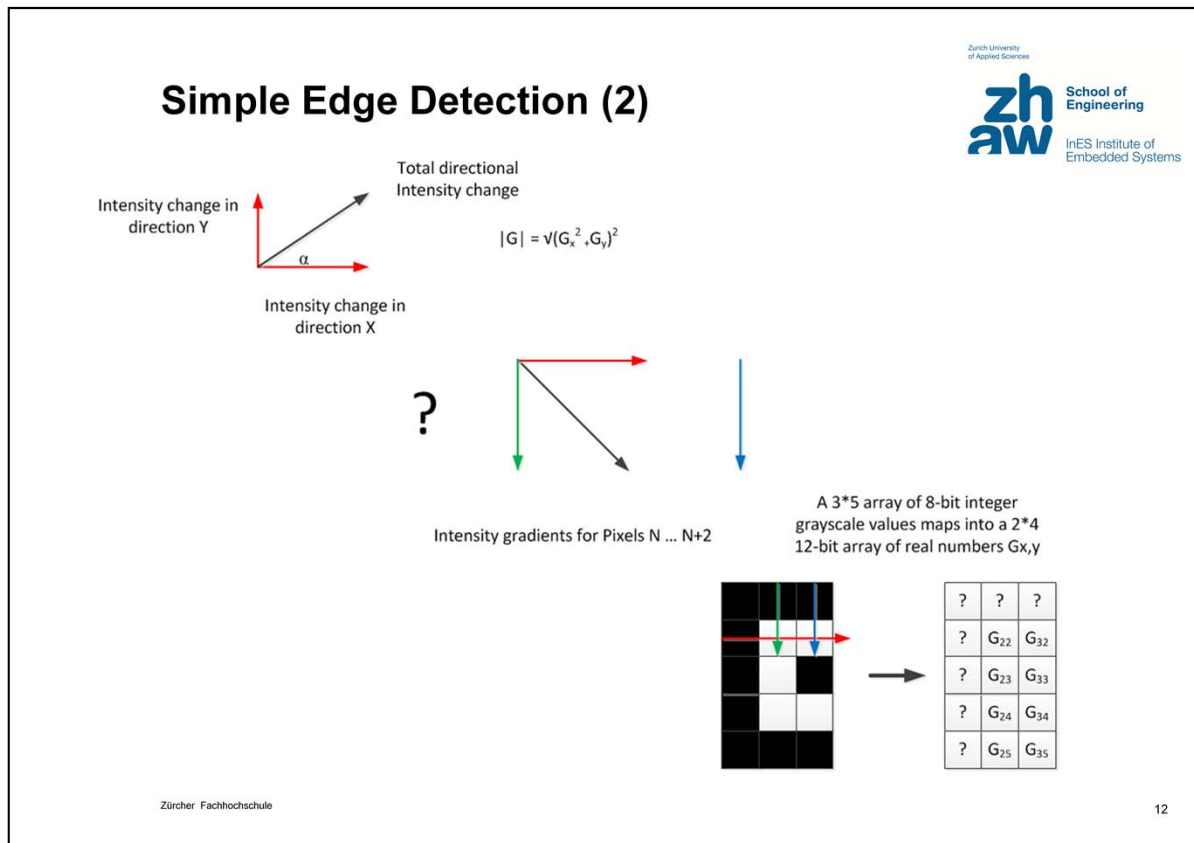 Zurich University
of Applied Sciences
zh
aw
School of
Engineering
InES Institute of
Embedded Systems
Simple Edge Detection (2)
Total directional
Intensity change
Intensity change in
direction Y
α
|G| = √(Gₓ² ₊Gᵧ)²
Intensity change in
direction X
?
Intensity gradients for Pixels N ... N+2
A 3*5 array of 8-bit integer
grayscale values maps into a 2*4
12-bit array of real numbers Gx,y
? ? ?
? G₂₂ G₃₂
? G₂₃ G₃₃
? G₂₄ G₃₄
? G₂₅ G₃₅
Zürcher Fachhochschule
12